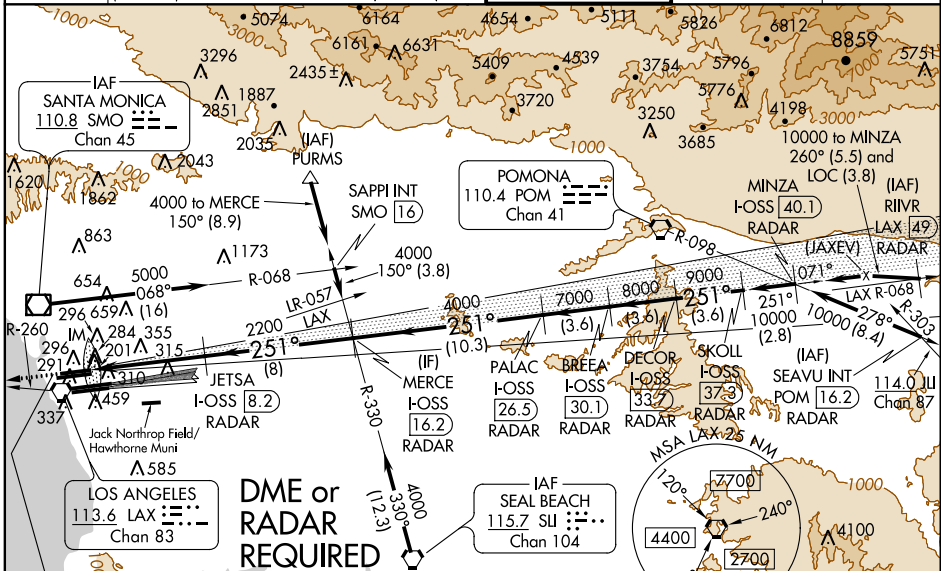 5074
6164
4654
5111
5826
6812
3000
3296
6161
6631
8859
5751
2435±
5409
4539
3754
5796
IAF
SANTA MONICA
110.8 SMO
Chan 45
2851
1887
3720
5776
3250
4198
3000
2035
3685
1000
10000 to MINZA
260° (5.5) and
LOC (3.8)
(IAF)
PURMS
2043
1620
1862
4000 to MERCE
150° (8.9)
SAPPI INT
SMO 16
POMONA
110.4 POM
Chan 41
MINZA
I-OSS 40.1
RADAR
(IAF)
RIIVR
LAX 49
RADAR
863
1173
R-098
(JAXEV)
654
5000
068°
(16)
R-068
4000
150° (3.8)
071°
X
LAX R-068
296
659
LR-057
LAX
4000
7000
8000
9000
251°
251°
R-303
R-260
IM
284
355
2200
251°
(10.3)
(3.6)
(3.6)
(3.6)
10000
(2.8)
278°
10000 (8.4)
296
201
315
251°
(8)
291
310
JETSA
I-OSS 8.2
RADAR
(IF)
MERCE
I-OSS
16.2
RADAR
PALAC
I-OSS
26.5
RADAR
BREEA
I-OSS
30.1
RADAR
DECOR
I-OSS
33.7
RADAR
SKOLL
I-OSS
37.3
RADAR
(IAF)
SEAVU INT
POM 16.2
RADAR
114.0 JLI
Chan 87
337
459
R-330
Jack Northrop Field/
Hawthorne Muni
585
MSA LAX 25 NM
LOS ANGELES
113.6 LAX
Chan 83
DME or
RADAR
REQUIRED
4000
330°
(12.3)
IAF
SEAL BEACH
115.7 SLI
Chan 104
120°
7700
240°
4400
2700
1000
4100